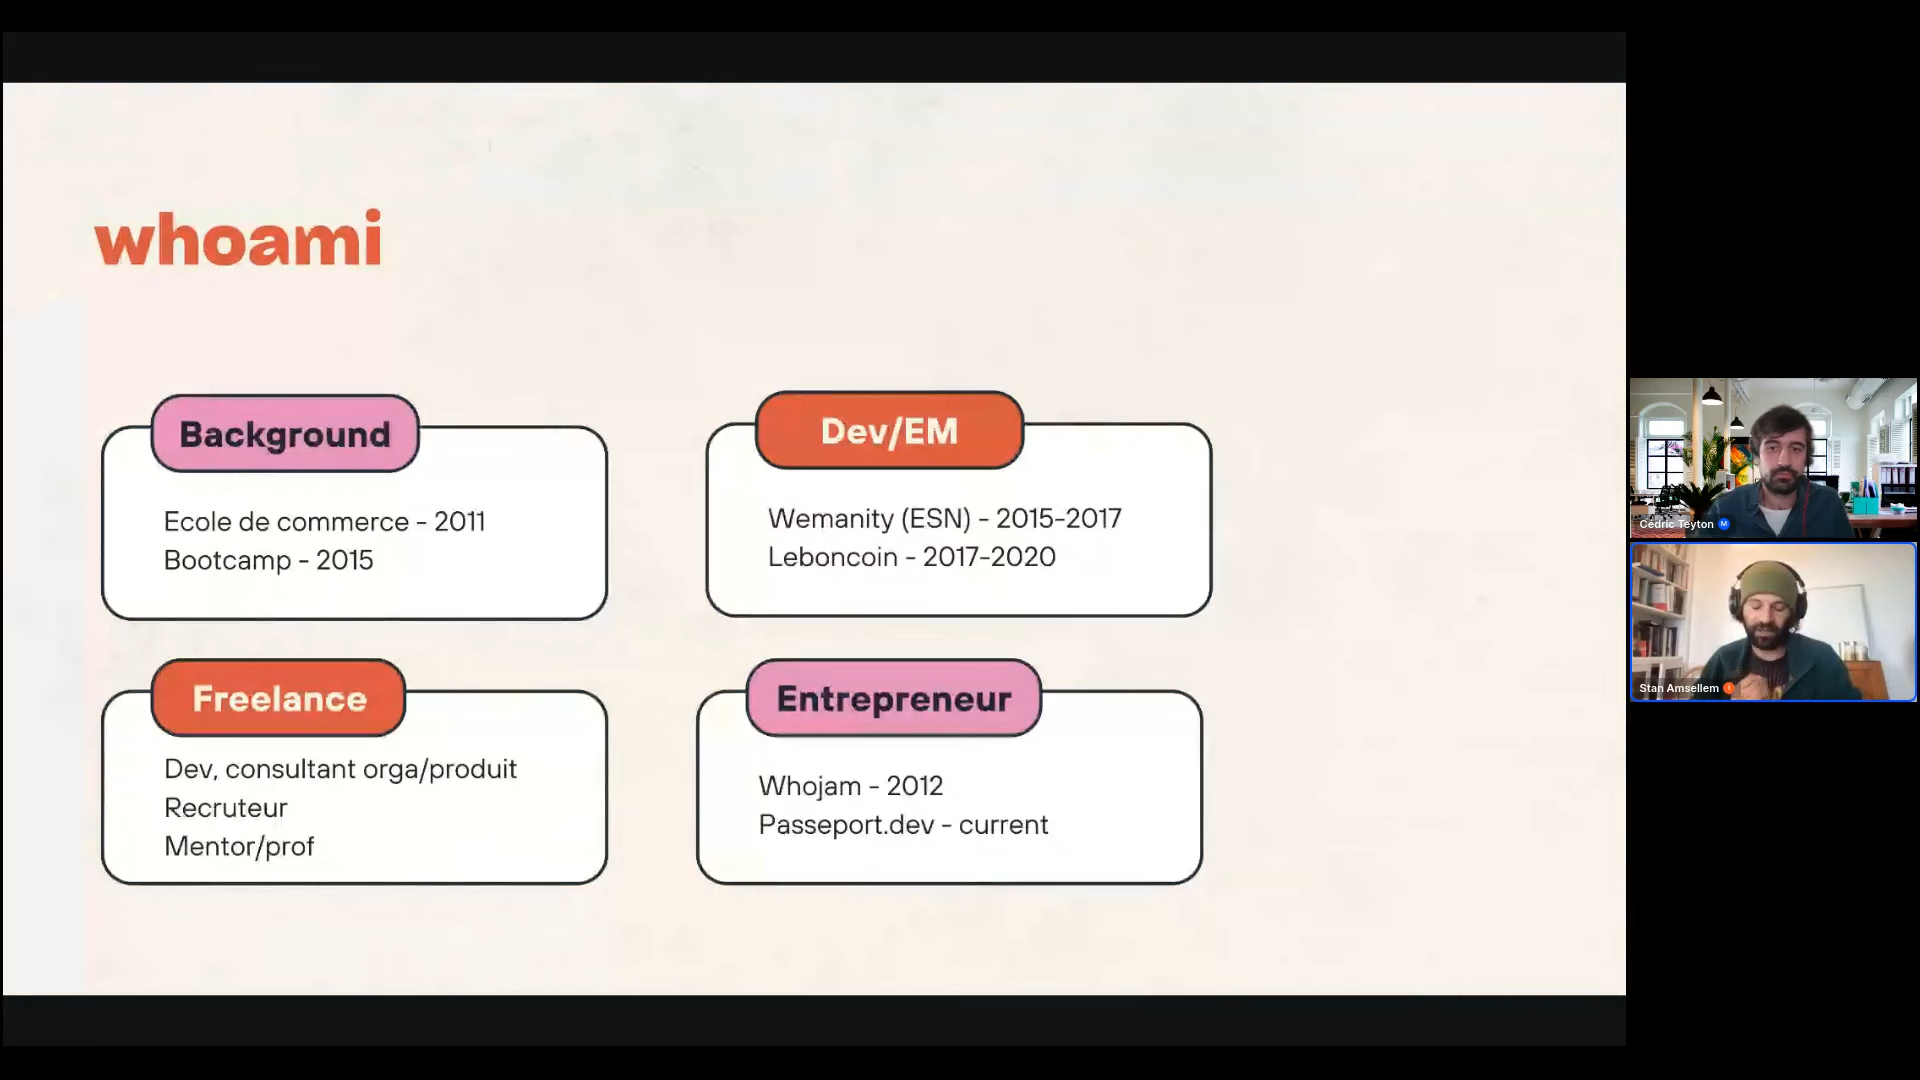 whoami
Background
Ecole de commerce - 2011
Bootcamp - 2015
Dev/EM
Wemanity (ESN) - 2015-2017
Leboncoin - 2017-2020
Freelance
Dev, consultant orga/produit
Recruteur
Mentor/prof
Entrepreneur
Whojam - 2012
Passeport.dev - current
Cédric Teyton
M
Stan Amsellem